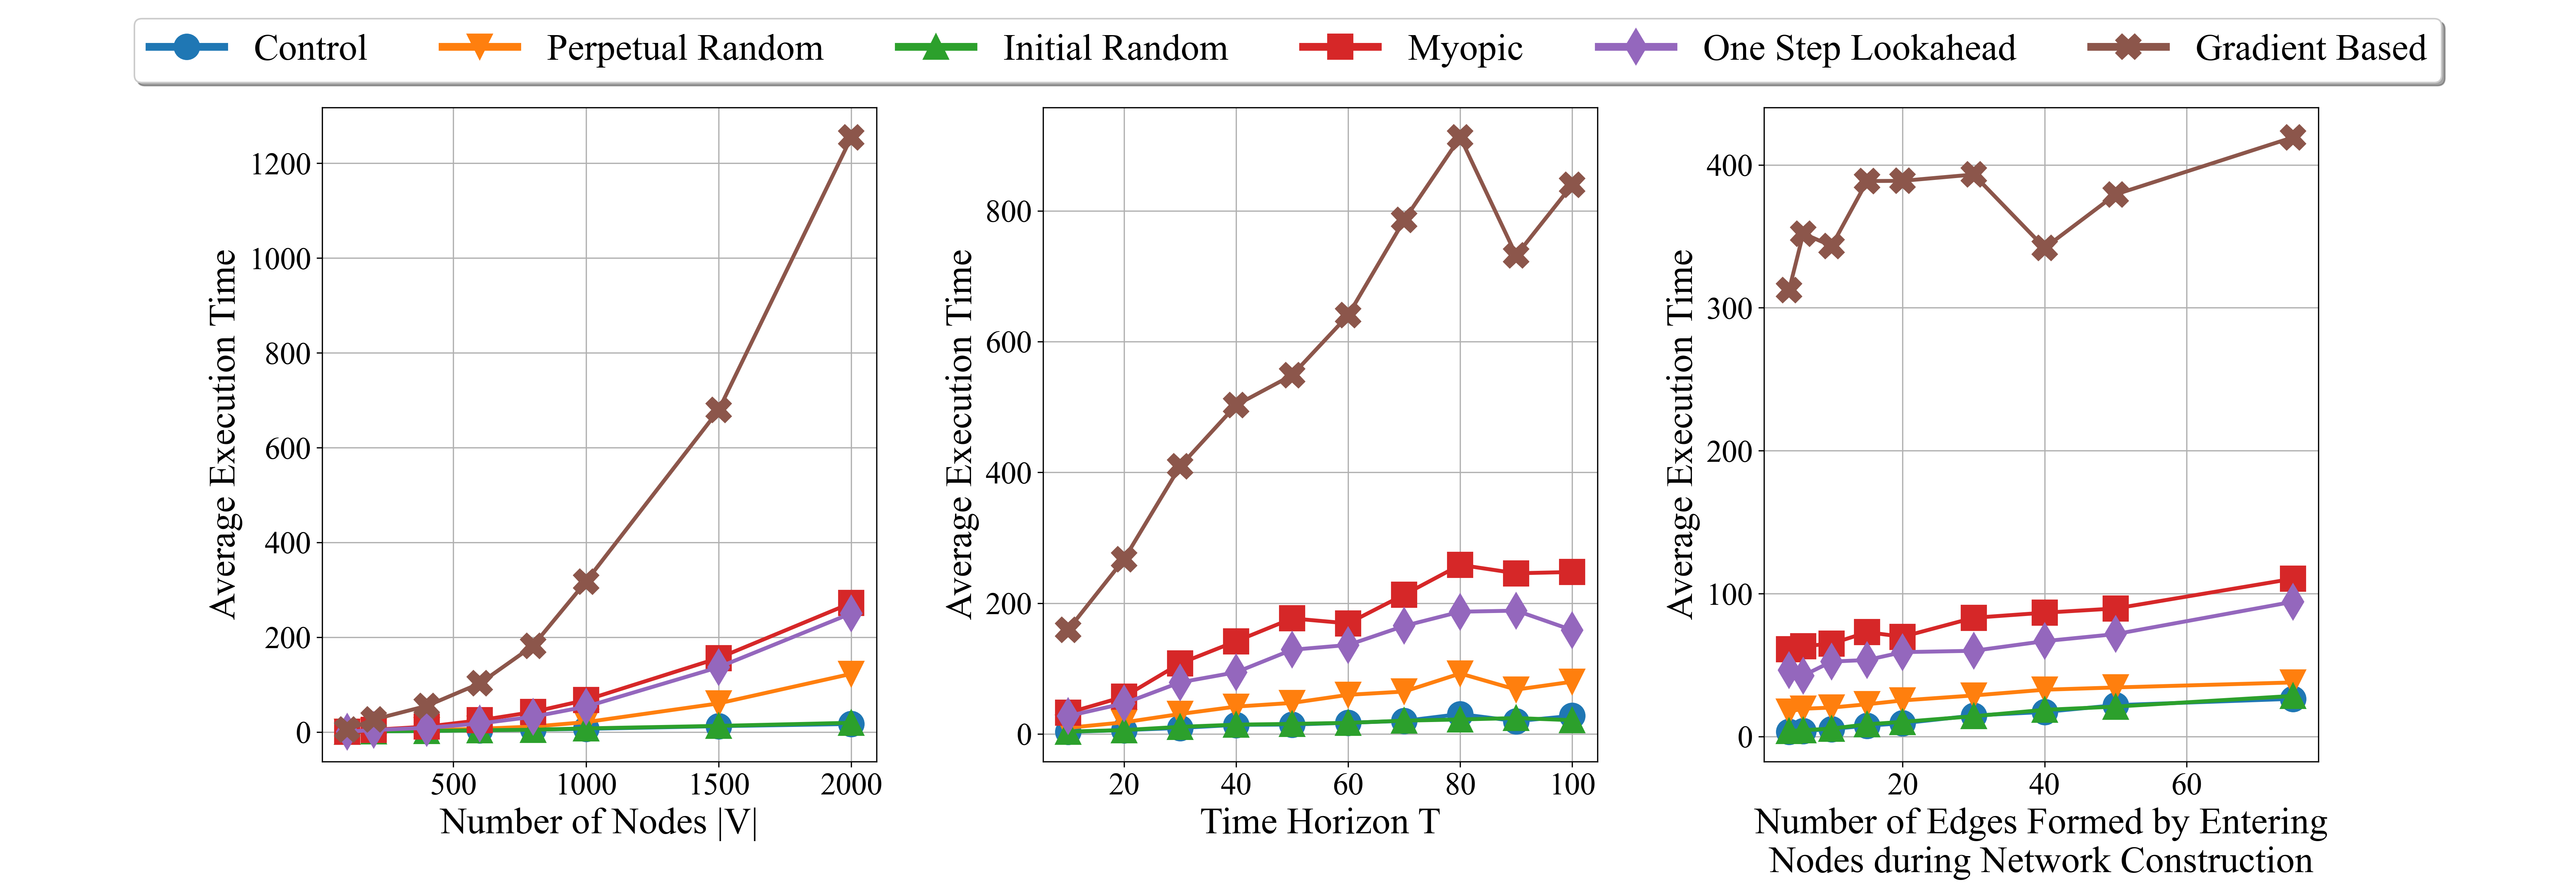 Control Perpetual Random Initial Random Myopic One Step Lookahead Gradient Based
Average Execution Time
1200
1000
800
600
400
200
0
500 1000 1500 2000
Number of Nodes |V|
Average Execution Time
800
600
400
200
0
20 40 60 80 100
Time Horizon T
Average Execution Time
400
300
200
100
0
20 40 60
Number of Edges Formed by Entering
Nodes during Network Construction